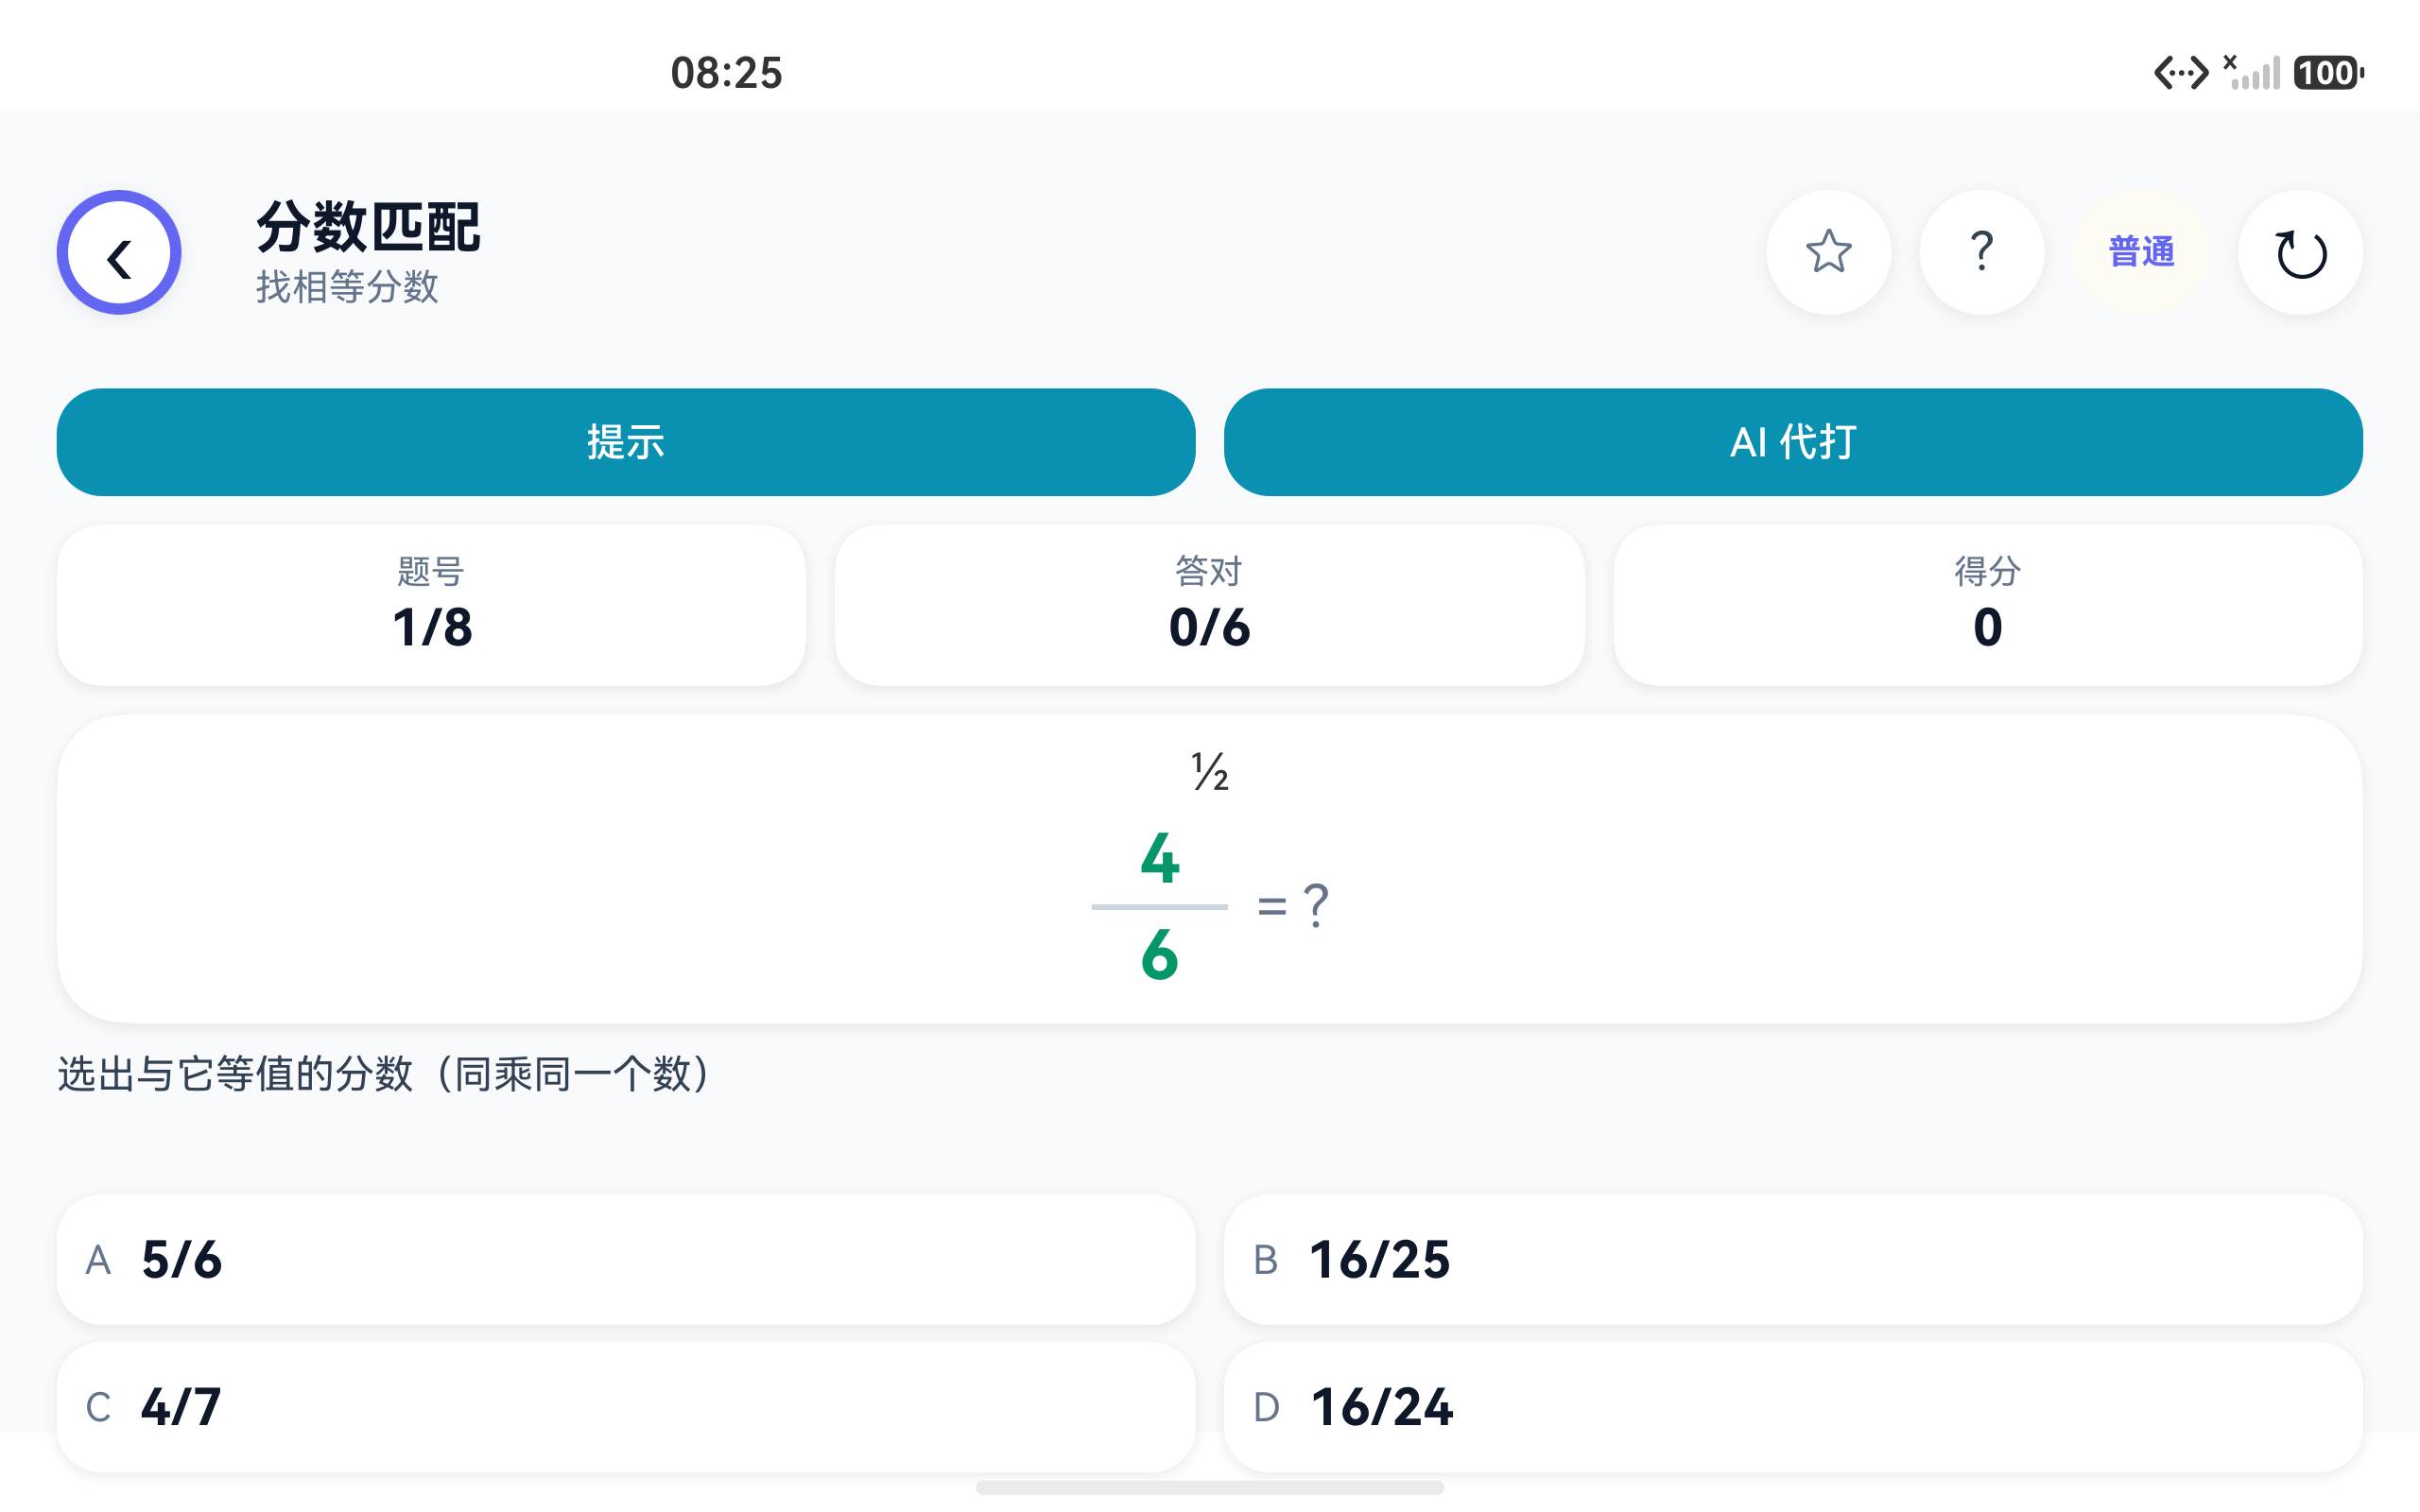 08:25
100
分数匹配
找相等分数
?
普通
提示
AI 代打
题号
1/8
答对
0/6
得分
0
½
4
6
= ?
选出与它等值的分数（同乘同一个数）
A 5/6
B 16/25
C 4/7
D 16/24